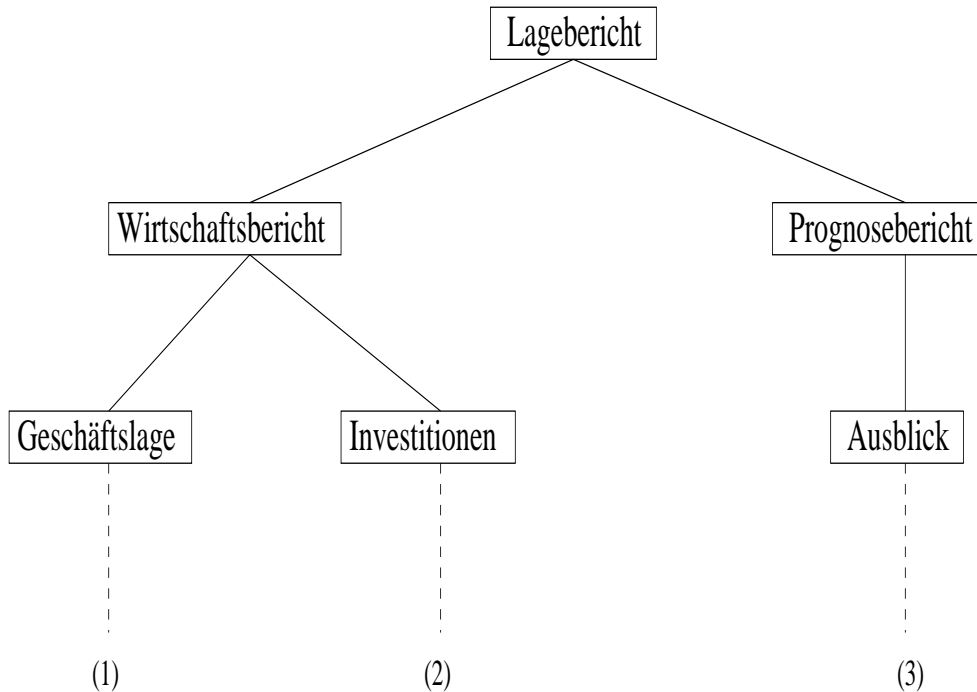 Lagebericht
Wirtschaftsbericht
Prognosebericht
Geschäftslage
Investitionen
Ausblick
(1)
(2)
(3)